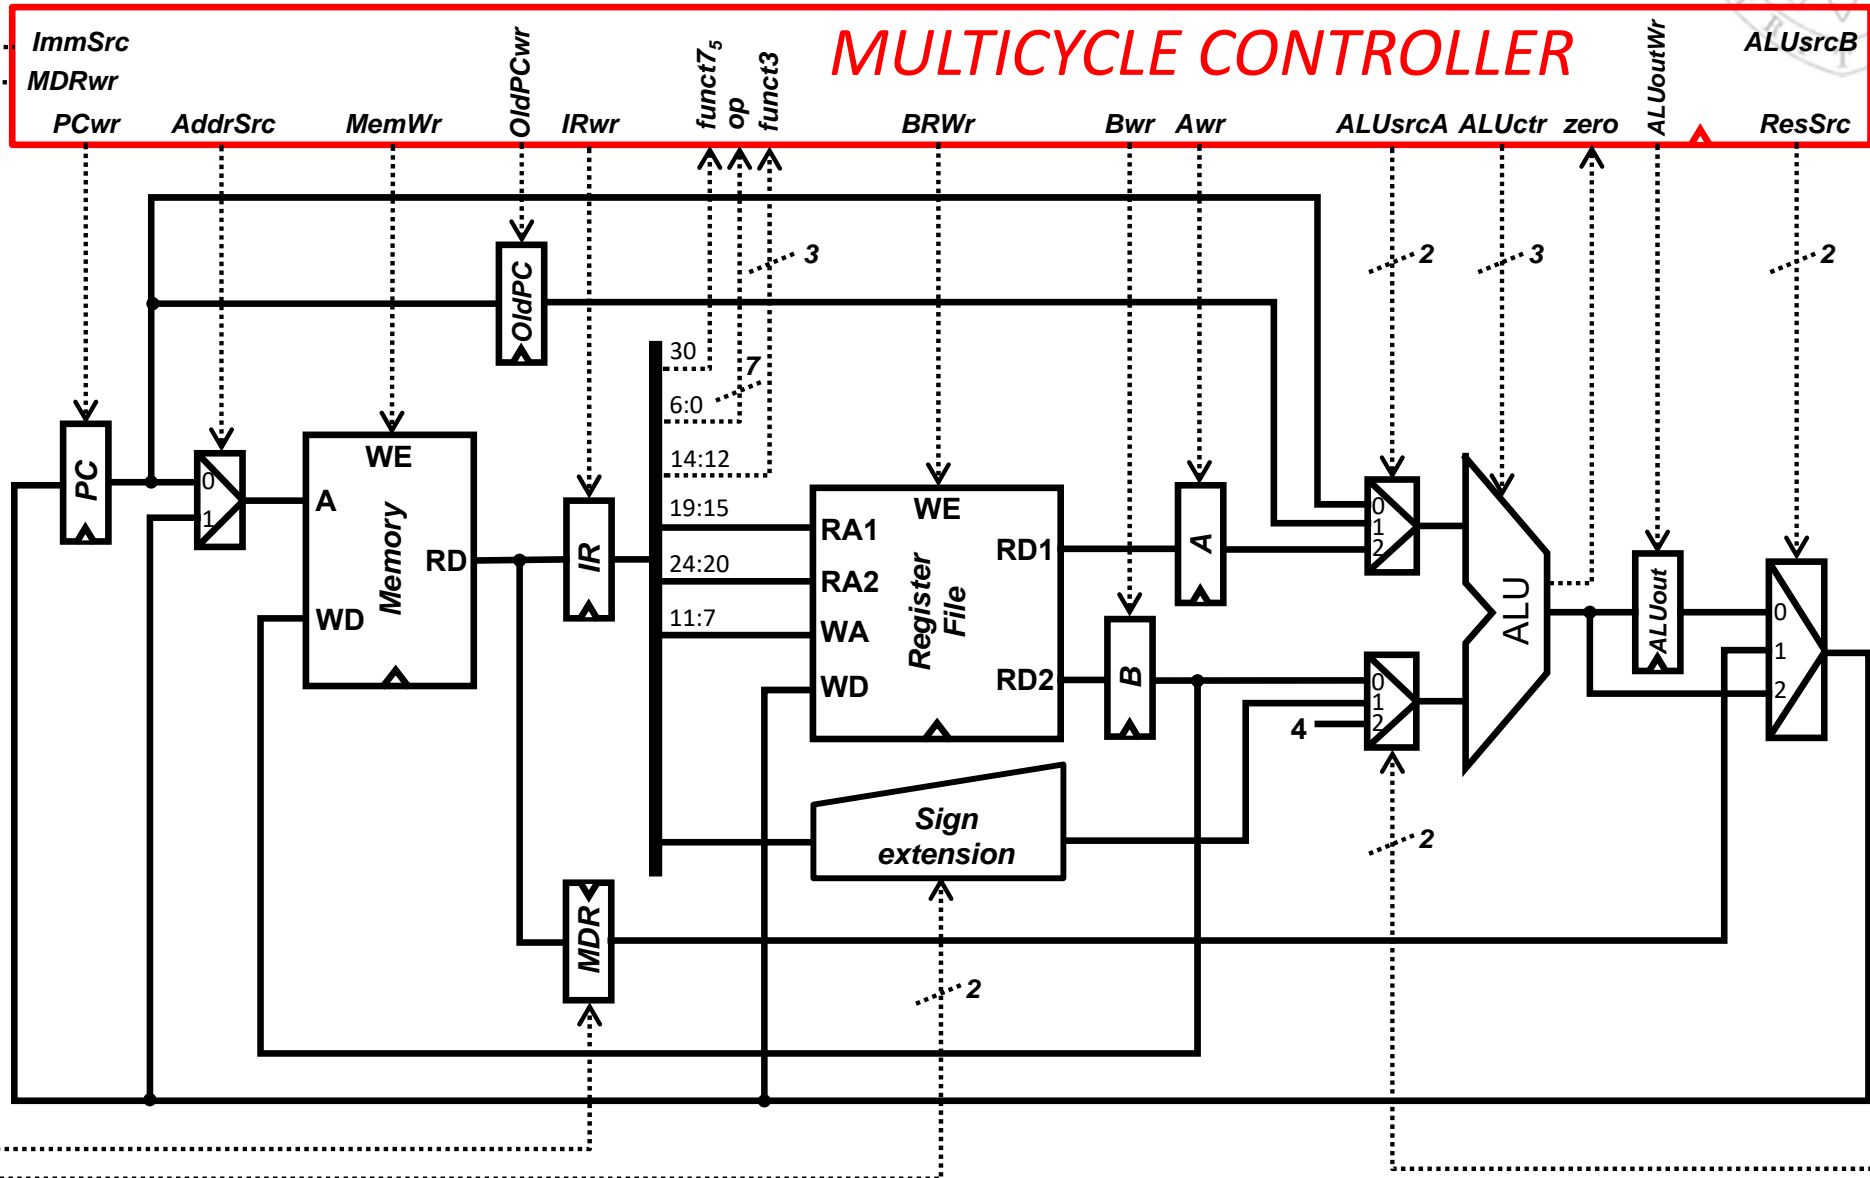 ImmSrc
MDRwr
MULTICYCLE CONTROLLER
ALUsrcB
PCwr
AddrSrc
MemWr
OldPCwr
IRwr
funct7₅
op
funct3
BRWr
Bwr
Awr
ALUsrcA
ALUctr
zero
ALUoutWr
ResSrc
3
2
3
2
OldPC
30
7
6:0
14:12
PC
0
1
WE
A
Memory
RD
WD
IR
19:15
24:20
11:7
WE
RA1
RA2
WA
WD
Register
File
RD1
RD2
A
B
0
1
2
0
1
2
4
ALU
ALUout
0
1
2
Sign
extension
2
MDR
2